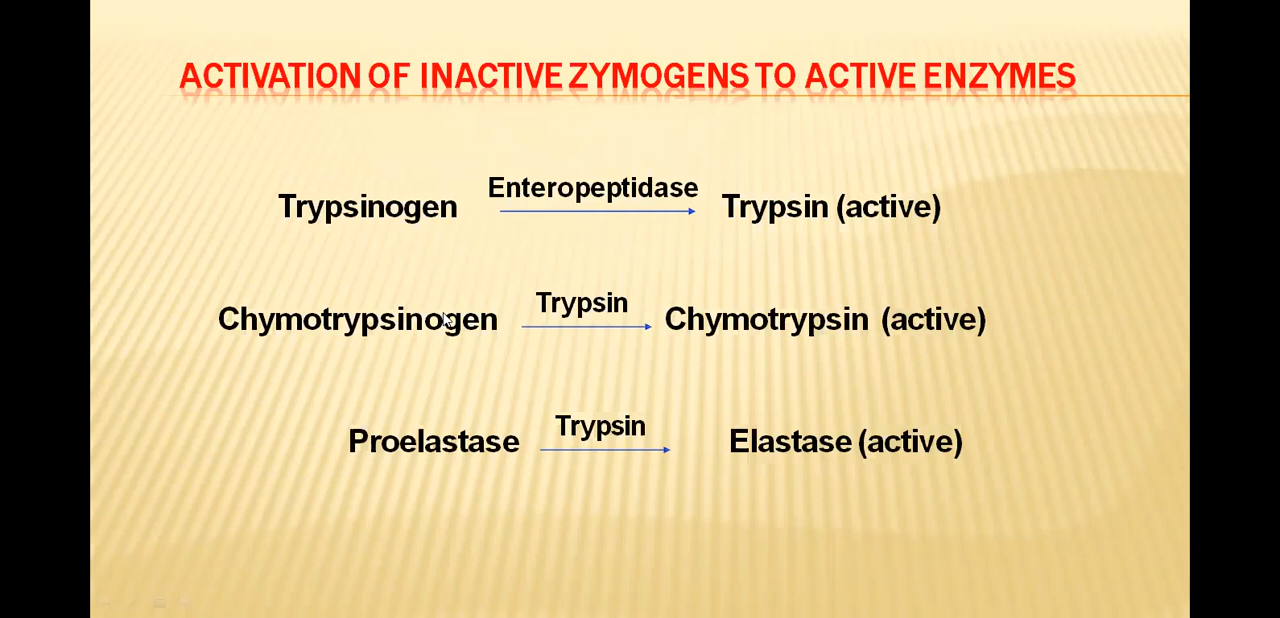 ACTIVATION OF INACTIVE ZYMOGENS TO ACTIVE ENZYMES
Enteropeptidase
Trypsinogen Trypsin (active)
Trypsin
Chymotrypsinogen Chymotrypsin (active)
Trypsin
Proelastase Elastase (active)